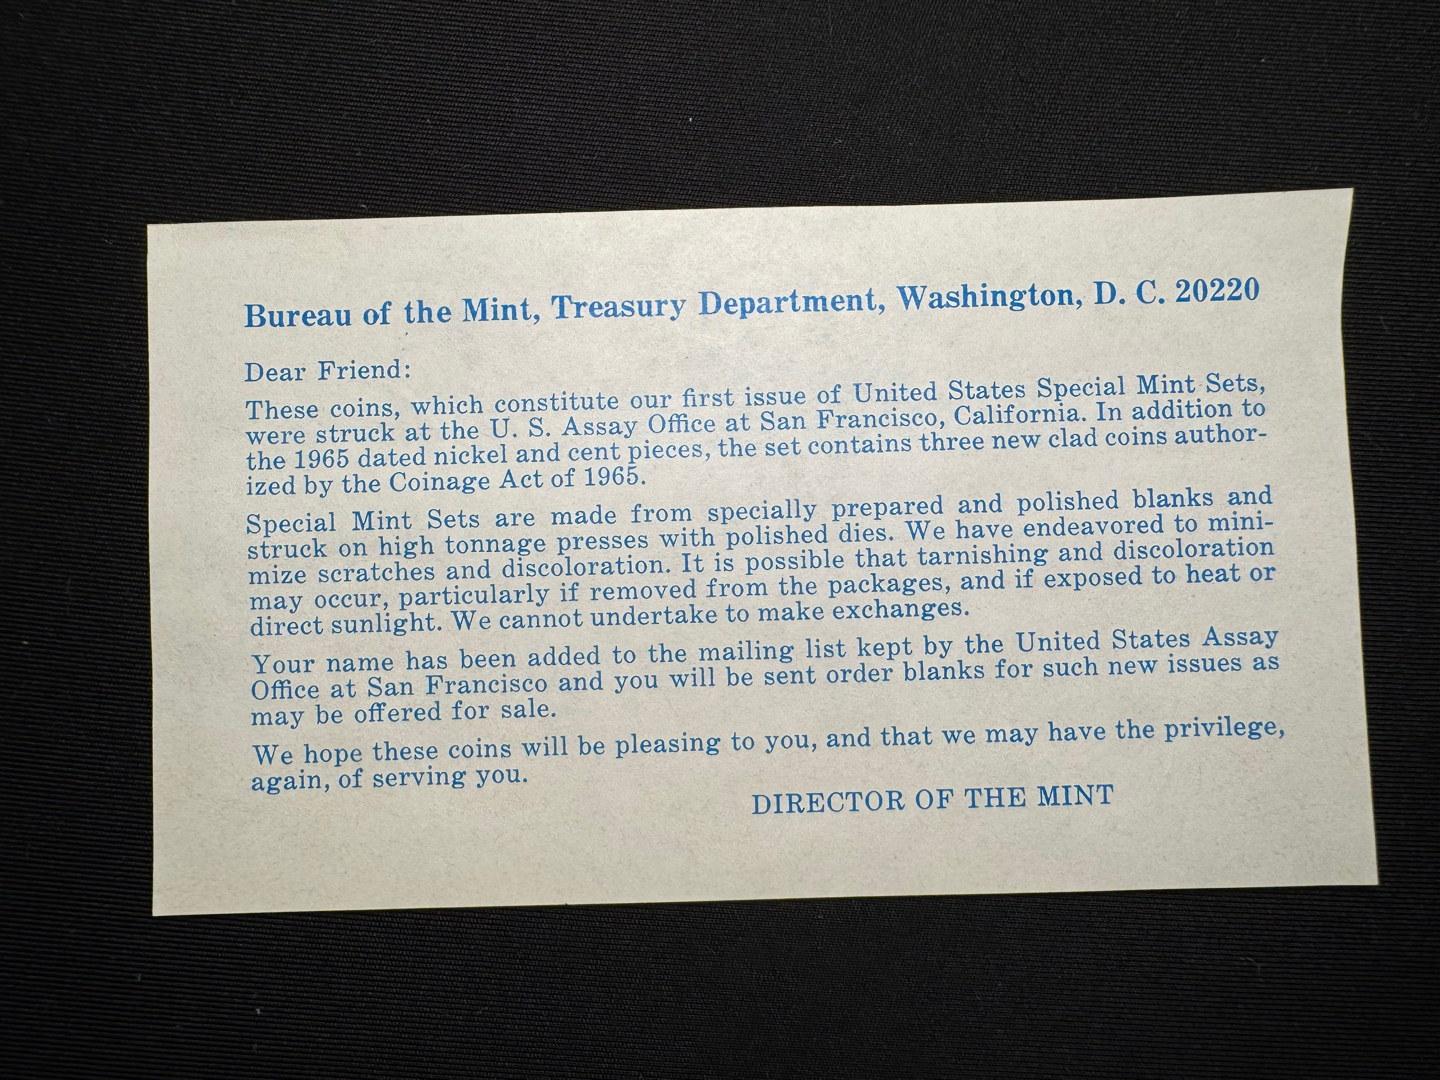 Bureau of the Mint, Treasury Department, Washington, D. C. 20220
Dear Friend:
These coins, which constitute our first issue of United States Special Mint Sets,
were struck at the U. S. Assay Office at San Francisco, California. In addition to
the 1965 dated nickel and cent pieces, the set contains three new clad coins author-
ized by the Coinage Act of 1965.
Special Mint Sets are made from specially prepared and polished blanks and
struck on high tonnage presses with polished dies. We have endeavored to mini-
mize scratches and discoloration. It is possible that tarnishing and discoloration
may occur, particularly if removed from the packages, and if exposed to heat or
direct sunlight. We cannot undertake to make exchanges.
Your name has been added to the mailing list kept by the United States Assay
Office at San Francisco and you will be sent order blanks for such new issues as
may be offered for sale.
We hope these coins will be pleasing to you, and that we may have the privilege,
again, of serving you.
DIRECTOR OF THE MINT